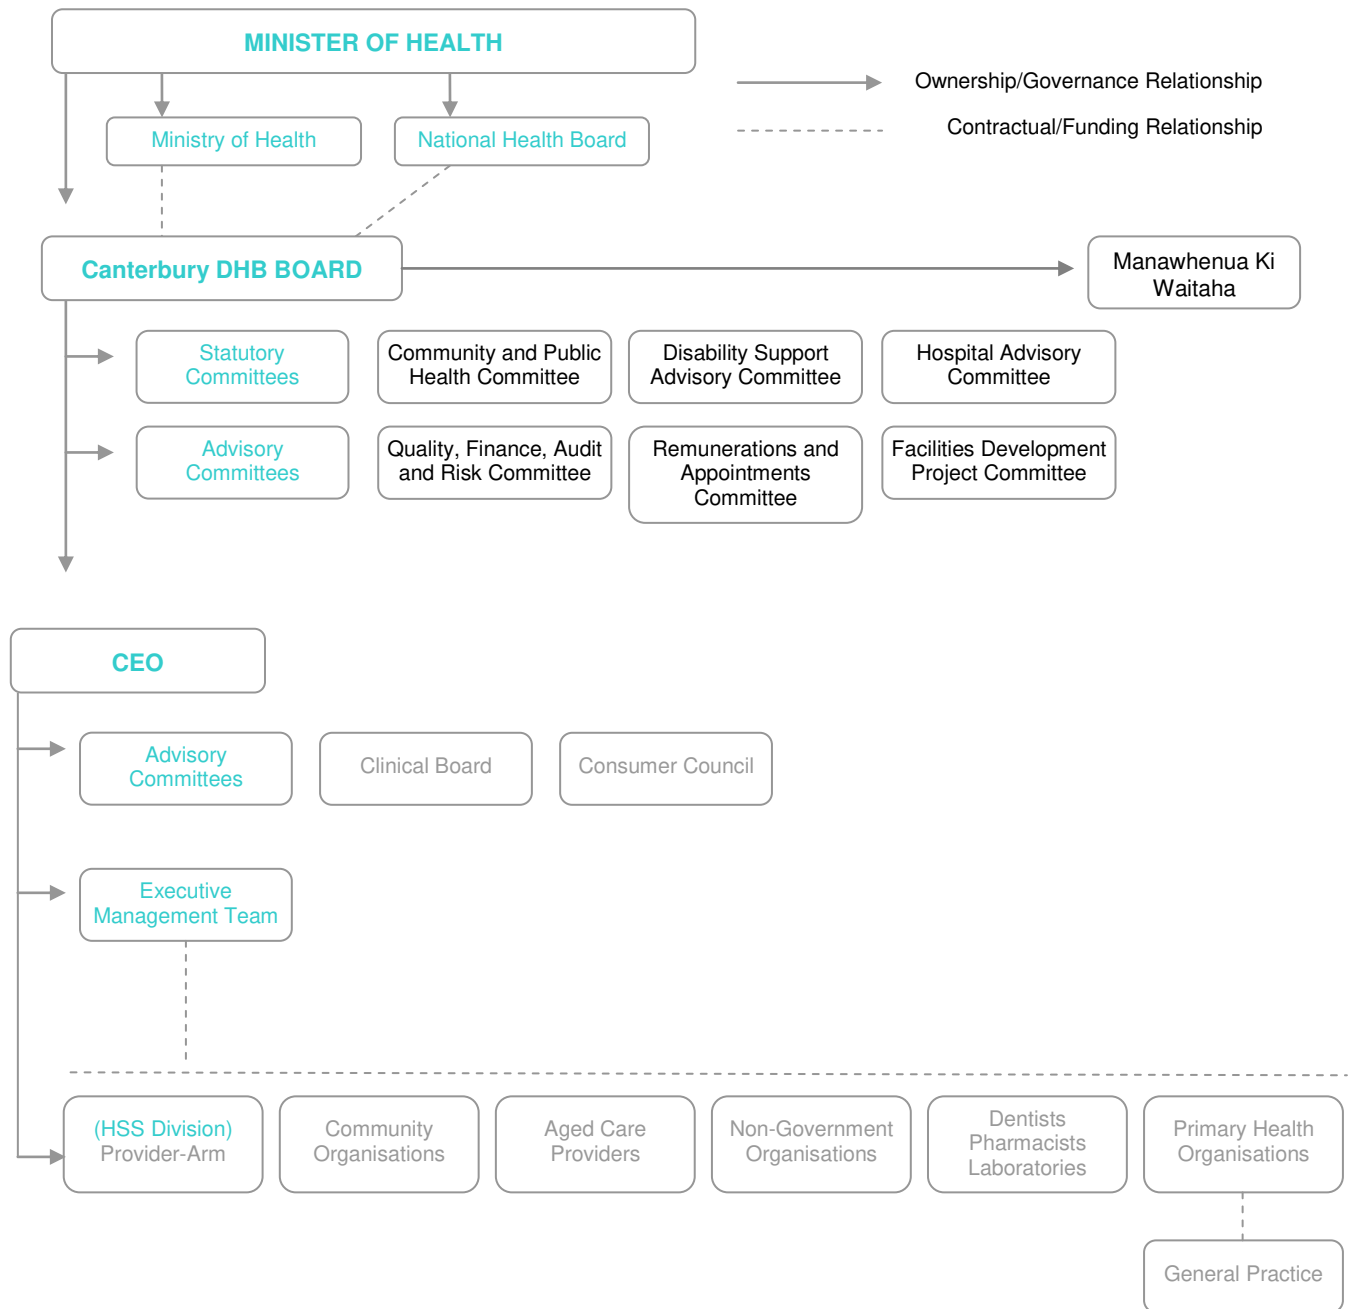 MINISTER OF HEALTH
Ownership/Governance Relationship
Contractual/Funding Relationship
Ministry of Health
National Health Board
Canterbury DHB BOARD
Manawhenua Ki
Waitaha
Statutory
Committees
Community and Public
Health Committee
Disability Support
Advisory Committee
Hospital Advisory
Committee
Advisory
Committees
Quality, Finance, Audit
and Risk Committee
Remunerations and
Appointments
Committee
Facilities Development
Project Committee
CEO
Advisory
Committees
Clinical Board
Consumer Council
Executive
Management Team
(HSS Division)
Provider-Arm
Community
Organisations
Aged Care
Providers
Non-Government
Organisations
Dentists
Pharmacists
Laboratories
Primary Health
Organisations
General Practice